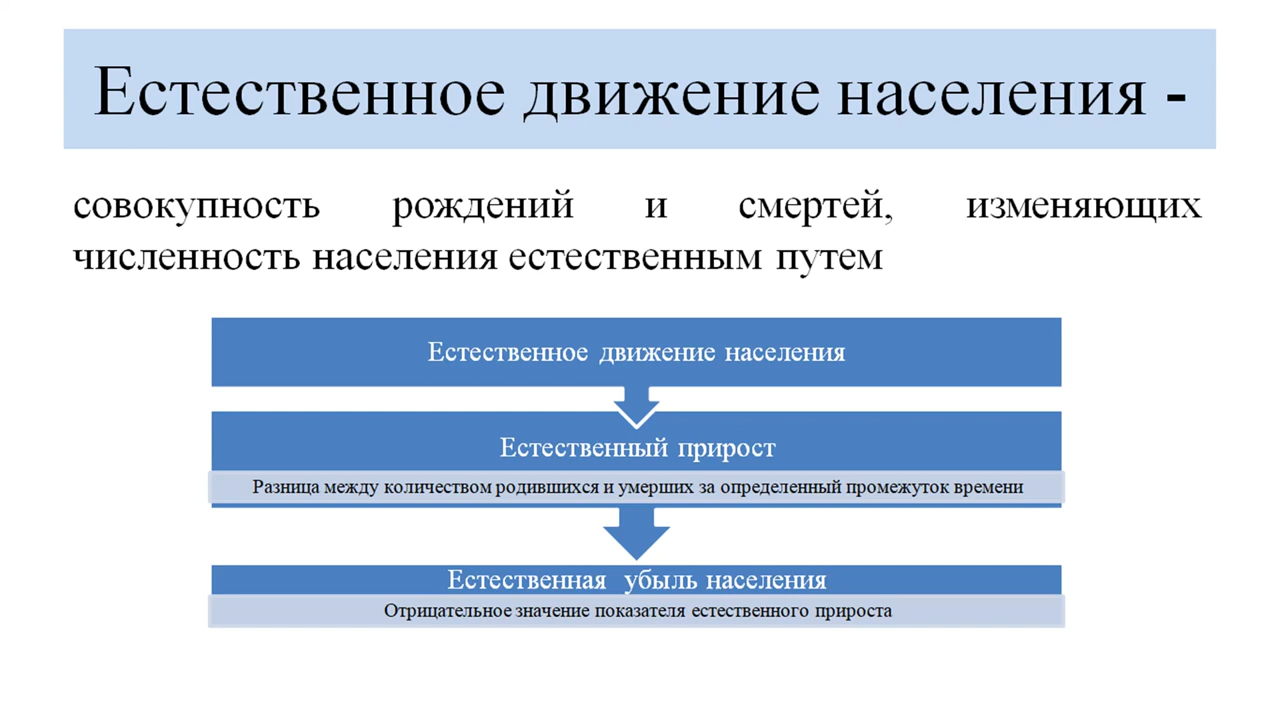 Естественное движение населения -
совокупность рождений и смертей, изменяющих
численность населения естественным путем
Естественное движение населения
Естественный прирост
Разница между количеством родившихся и умерших за определенный промежуток времени
Естественная убыль населения
Отрицательное значение показателя естественного прироста